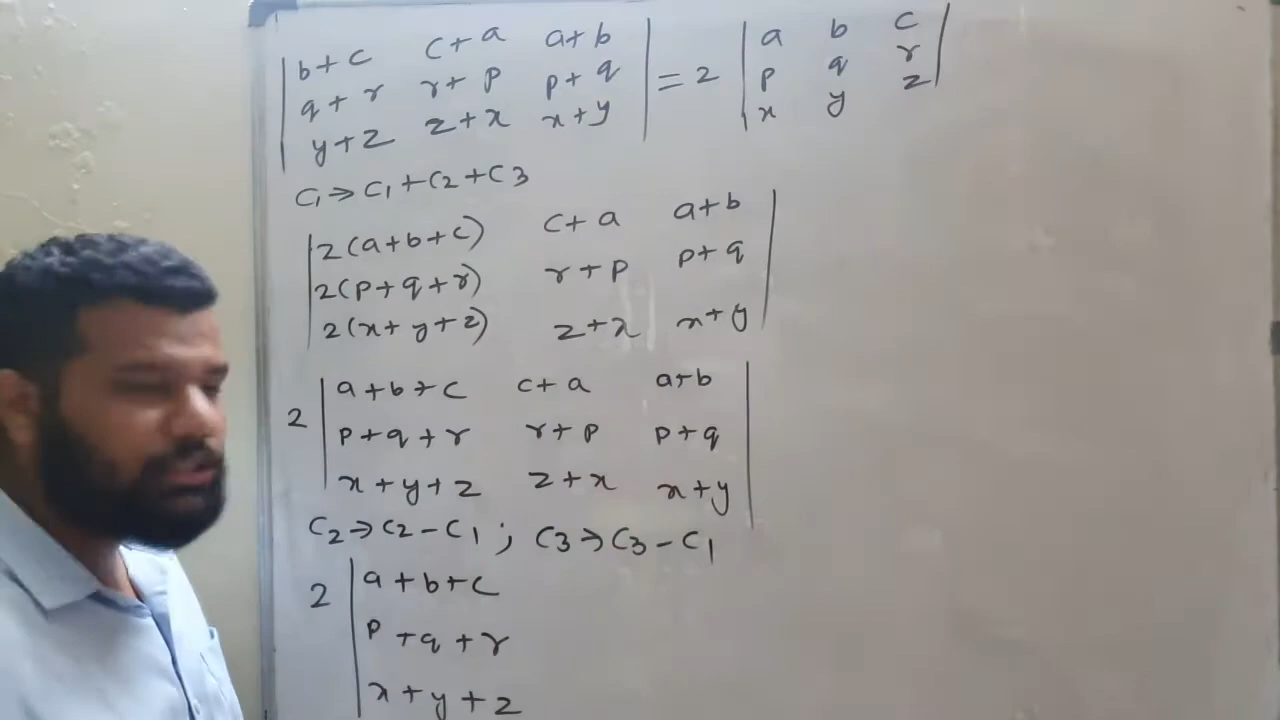 | b+c c+a a+b | = 2 | a b c |
| q+r r+p p+q | | p q r |
| y+z z+x x+y | | x y z |
C1 → C1+C2+C3
| 2(a+b+c) c+a a+b |
| 2(p+q+r) r+p p+q |
| 2(x+y+z) z+x x+y |
2 | a+b+c c+a a+b |
| p+q+r r+p p+q |
| x+y+z z+x x+y |
C2→C2-C1 ; C3→C3-C1
2 | a+b+c
| p+q+r
| x+y+z